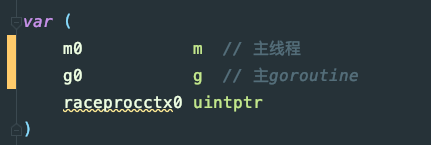 var (
m0 m // 主线程
g0 g // 主goroutine
raceprocctx0 uintptr
)